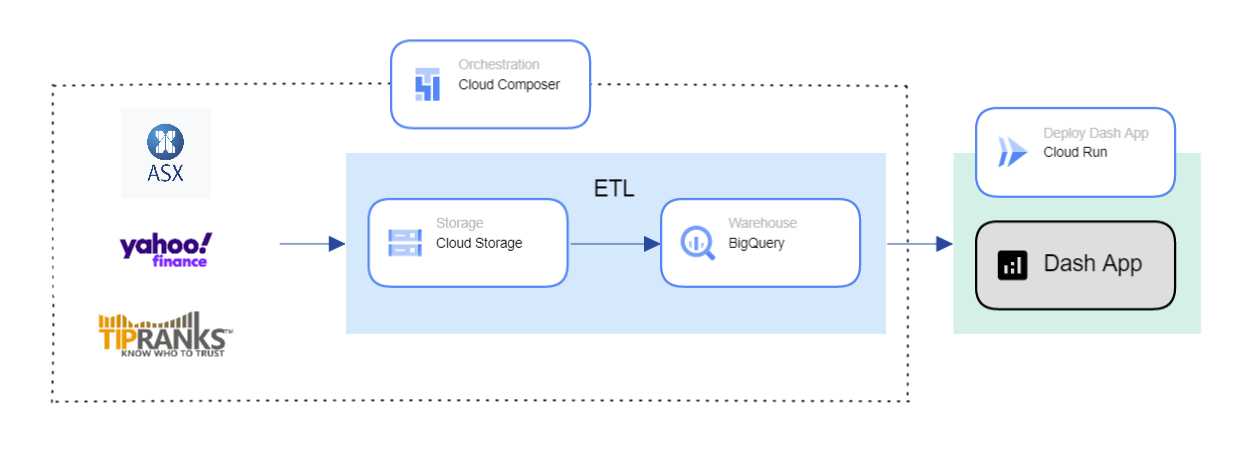 Orchestration
Cloud Composer
ASX
yahoo!
finance
TIPRANKS™
KNOW WHO TO TRUST
ETL
Storage
Cloud Storage
Warehouse
BigQuery
Deploy Dash App
Cloud Run
Dash App